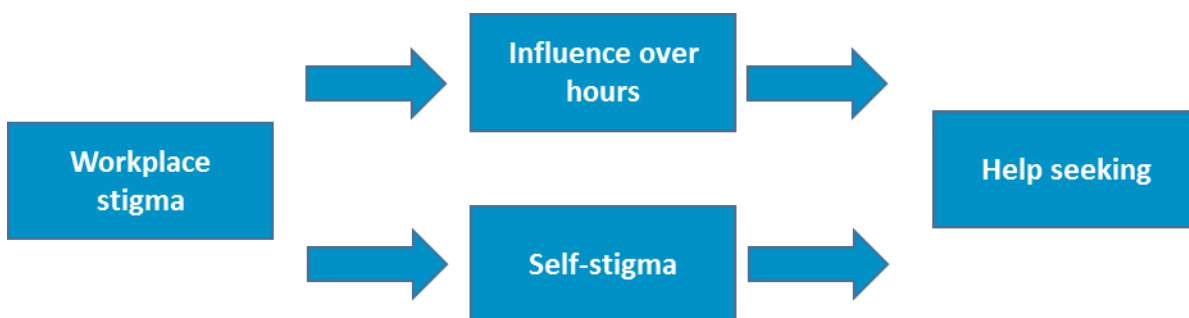 Workplace
stigma
Influence over
hours
Self-stigma
Help seeking